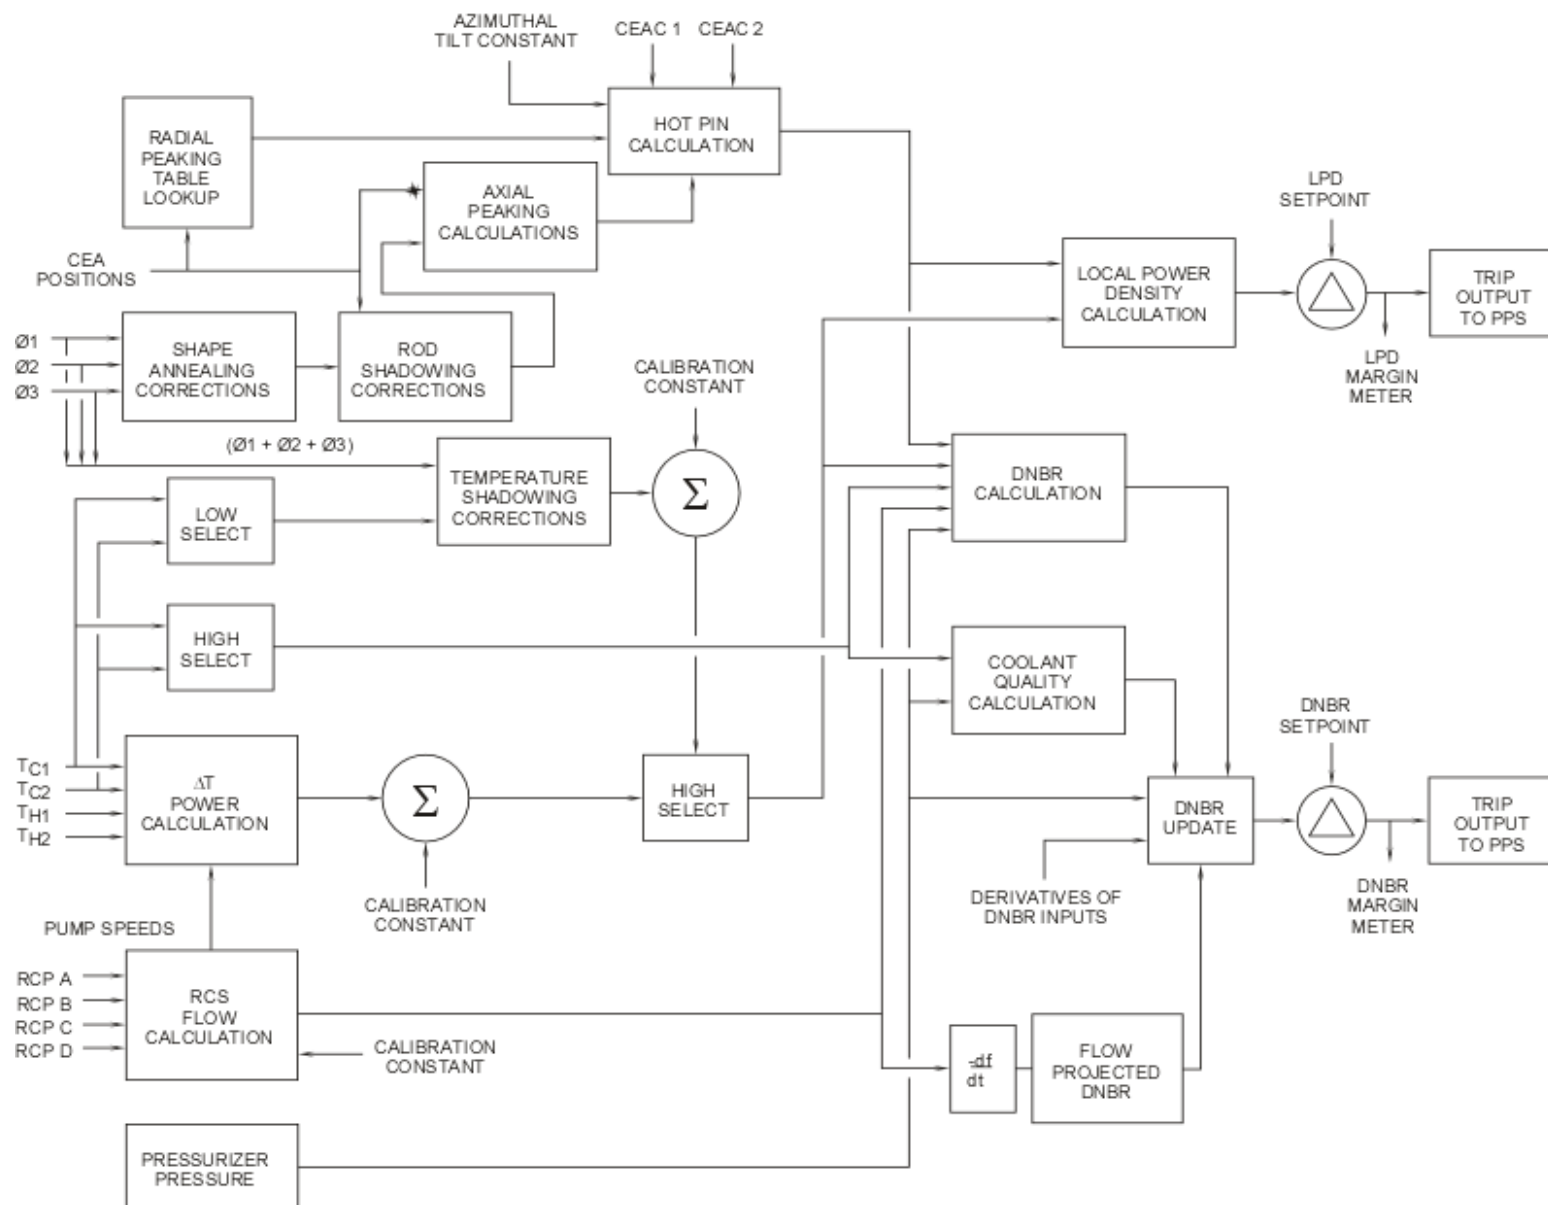 AZIMUTHAL
TILT CONSTANT
CEAC 1
CEAC 2
RADIAL
PEAKING
TABLE
LOOKUP
HOT PIN
CALCULATION
AXIAL
PEAKING
CALCULATIONS
LPD
SETPOINT
CEA
POSITIONS
LOCAL POWER
DENSITY
CALCULATION
TRIP
OUTPUT
TO PPS
Ø1
Ø2
Ø3
SHAPE
ANNEALING
CORRECTIONS
ROD
SHADOWING
CORRECTIONS
CALIBRATION
CONSTANT
LPD
MARGIN
METER
(Ø1 + Ø2 + Ø3)
TEMPERATURE
SHADOWING
CORRECTIONS
Σ
DNBR
CALCULATION
LOW
SELECT
HIGH
SELECT
COOLANT
QUALITY
CALCULATION
DNBR
SETPOINT
TC1
TC2
TH1
TH2
ΔT
POWER
CALCULATION
Σ
HIGH
SELECT
DNBR
UPDATE
TRIP
OUTPUT
TO PPS
CALIBRATION
CONSTANT
DERIVATIVES OF
DNBR INPUTS
DNBR
MARGIN
METER
PUMP SPEEDS
RCP A
RCP B
RCP C
RCP D
RCS
FLOW
CALCULATION
CALIBRATION
CONSTANT
-df
dt
FLOW
PROJECTED
DNBR
PRESSURIZER
PRESSURE